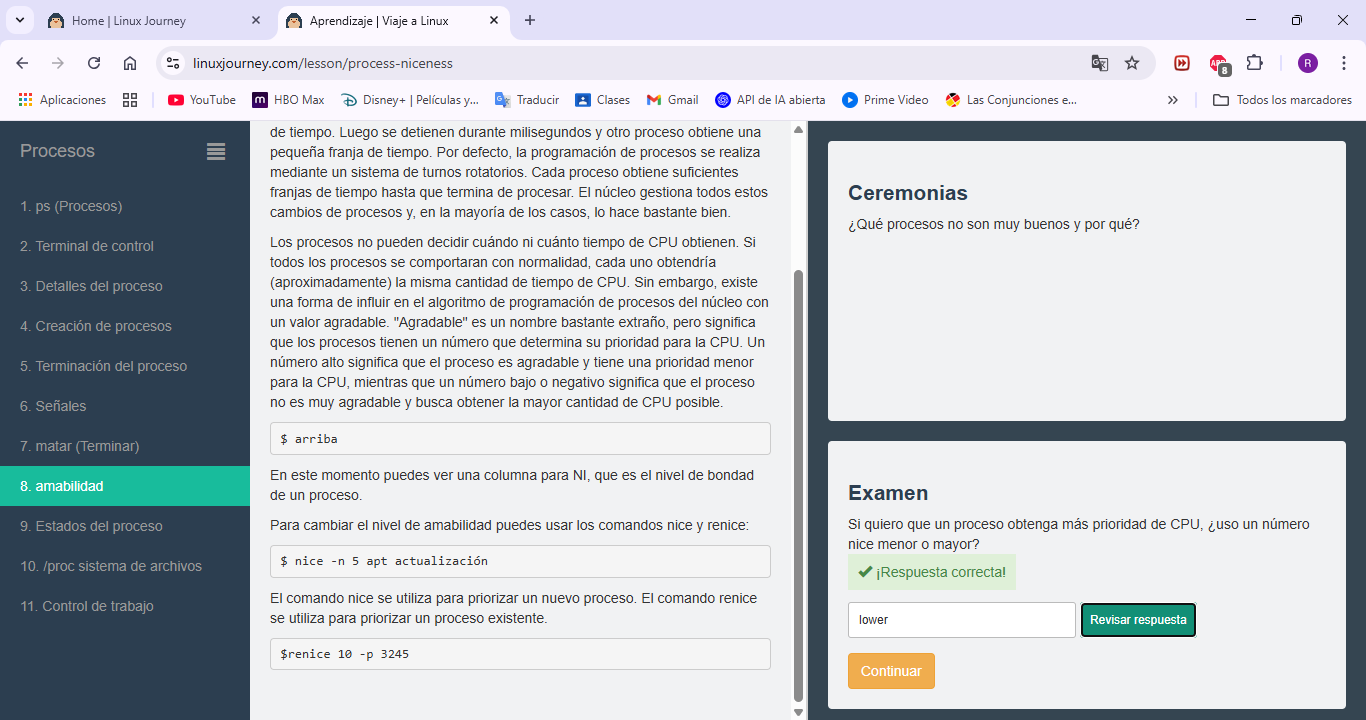 Home | Linux Journey
Aprendizaje | Viaje a Linux
linuxjourney.com/lesson/process-niceness
8
R
Aplicaciones
YouTube
HBO Max
Disney+ | Películas y...
Traducir
Clases
Gmail
API de IA abierta
Prime Video
Las Conjunciones e...
Todos los marcadores
Procesos
1. ps (Procesos)
2. Terminal de control
3. Detalles del proceso
4. Creación de procesos
5. Terminación del proceso
6. Señales
7. matar (Terminar)
8. amabilidad
9. Estados del proceso
10. /proc sistema de archivos
11. Control de trabajo
de tiempo. Luego se detienen durante milisegundos y otro proceso obtiene una
pequeña franja de tiempo. Por defecto, la programación de procesos se realiza
mediante un sistema de turnos rotatorios. Cada proceso obtiene suficientes
franjas de tiempo hasta que termina de procesar. El núcleo gestiona todos estos
cambios de procesos y, en la mayoría de los casos, lo hace bastante bien.
Los procesos no pueden decidir cuándo ni cuánto tiempo de CPU obtienen. Si
todos los procesos se comportaran con normalidad, cada uno obtendría
(aproximadamente) la misma cantidad de tiempo de CPU. Sin embargo, existe
una forma de influir en el algoritmo de programación de procesos del núcleo con
un valor agradable. "Agradable" es un nombre bastante extraño, pero significa
que los procesos tienen un número que determina su prioridad para la CPU. Un
número alto significa que el proceso es agradable y tiene una prioridad menor
para la CPU, mientras que un número bajo o negativo significa que el proceso
no es muy agradable y busca obtener la mayor cantidad de CPU posible.
$ arriba
En este momento puedes ver una columna para NI, que es el nivel de bondad
de un proceso.
Para cambiar el nivel de amabilidad puedes usar los comandos nice y renice:
$ nice -n 5 apt actualización
El comando nice se utiliza para priorizar un nuevo proceso. El comando renice
se utiliza para priorizar un proceso existente.
$renice 10 -p 3245
Ceremonias
¿Qué procesos no son muy buenos y por qué?
Examen
Si quiero que un proceso obtenga más prioridad de CPU, ¿uso un número
nice menor o mayor?
¡Respuesta correcta!
lower
Revisar respuesta
Continuar